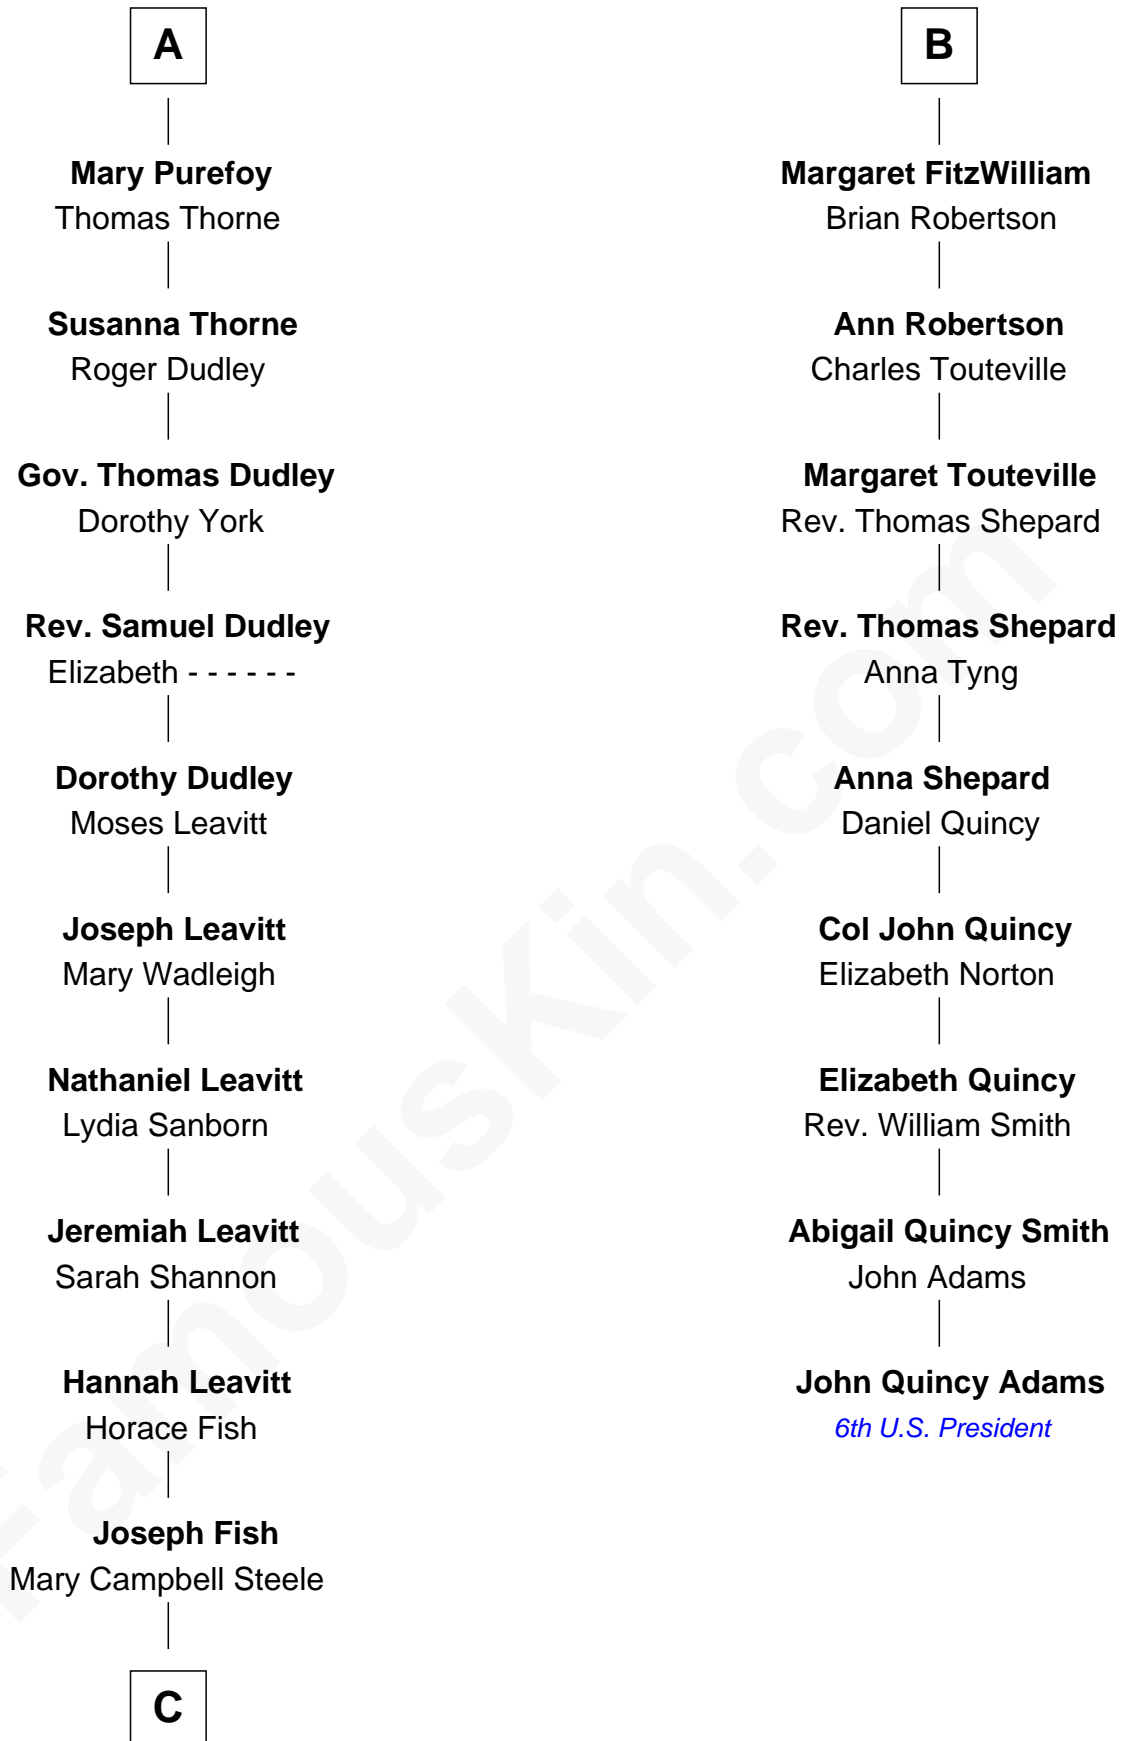 A
Mary Purefoy
Thomas Thorne
Susanna Thorne
Roger Dudley
Gov. Thomas Dudley
Dorothy York
Rev. Samuel Dudley
Elizabeth - - - - - -
Dorothy Dudley
Moses Leavitt
Joseph Leavitt
Mary Wadleigh
Nathaniel Leavitt
Lydia Sanborn
Jeremiah Leavitt
Sarah Shannon
Hannah Leavitt
Horace Fish
Joseph Fish
Mary Campbell Steele
C
B
Margaret FitzWilliam
Brian Robertson
Ann Robertson
Charles Touteville
Margaret Touteville
Rev. Thomas Shepard
Rev. Thomas Shepard
Anna Tyng
Anna Shepard
Daniel Quincy
Col John Quincy
Elizabeth Norton
Elizabeth Quincy
Rev. William Smith
Abigail Quincy Smith
John Adams
John Quincy Adams
6th U.S. President
FamousKin.com